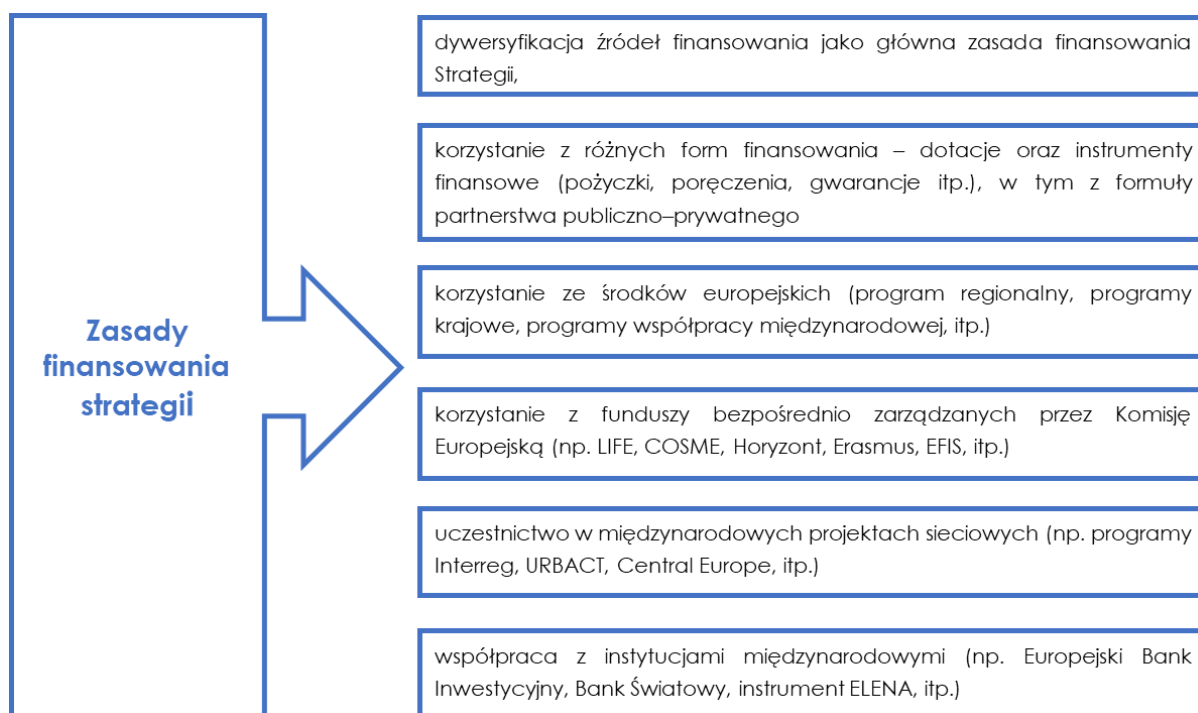 Zasady
finansowania
strategii
dywersyfikacja źródeł finansowania jako główna zasada finansowania
Strategii,
korzystanie z różnych form finansowania – dotacje oraz instrumenty
finansowe (pożyczki, poręczenia, gwarancje itp.), w tym z formuły
partnerstwa publiczno–prywatnego
korzystanie ze środków europejskich (program regionalny, programy
krajowe, programy współpracy międzynarodowej, itp.)
korzystanie z funduszy bezpośrednio zarządzanych przez Komisję
Europejską (np. LIFE, COSME, Horyzont, Erasmus, EFIS, itp.)
uczestnictwo w międzynarodowych projektach sieciowych (np. programy
Interreg, URBACT, Central Europe, itp.)
współpraca z instytucjami międzynarodowymi (np. Europejski Bank
Inwestycyjny, Bank Światowy, instrument ELENA, itp.)